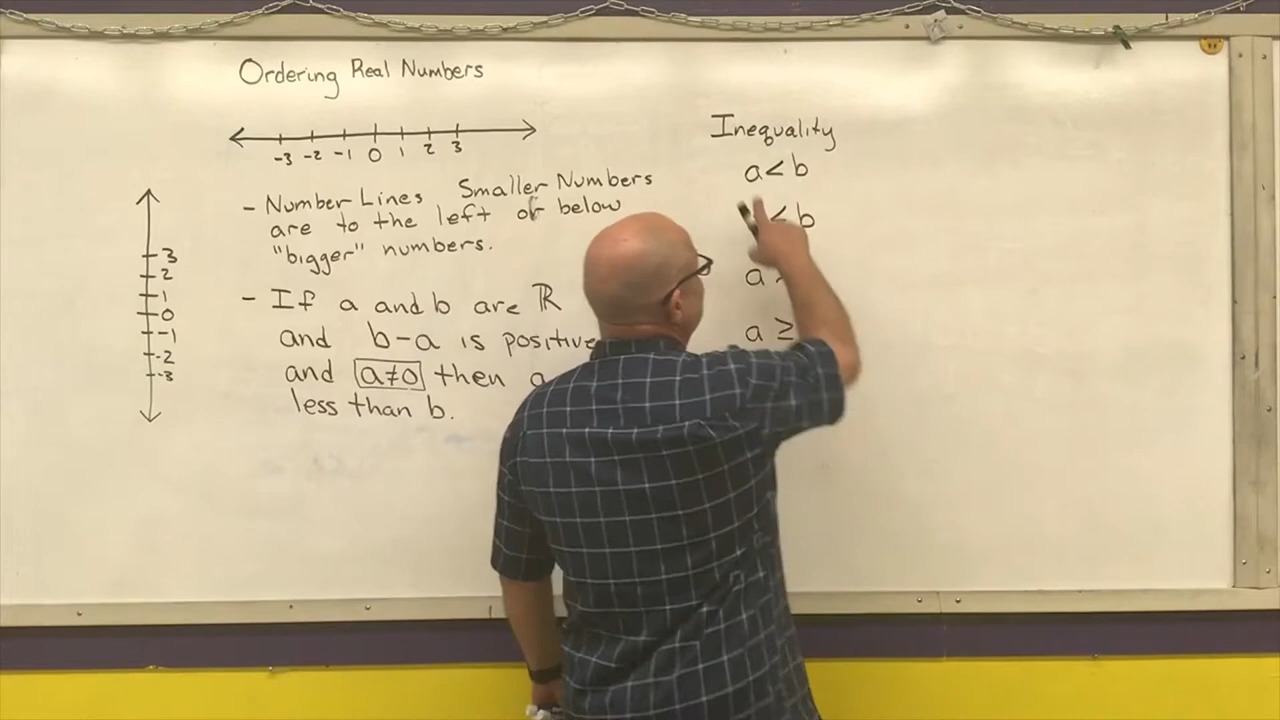 Ordering Real Numbers
-3 -2 -1 0 1 2 3
3
2
1
0
-1
-2
-3
- Number Lines Smaller Numbers
are to the left or below
"bigger" numbers.
- If a and b are ℝ
and b-a is positive
and a≠0 then a
less than b.
Inequality
a<b
b
a
a ≥